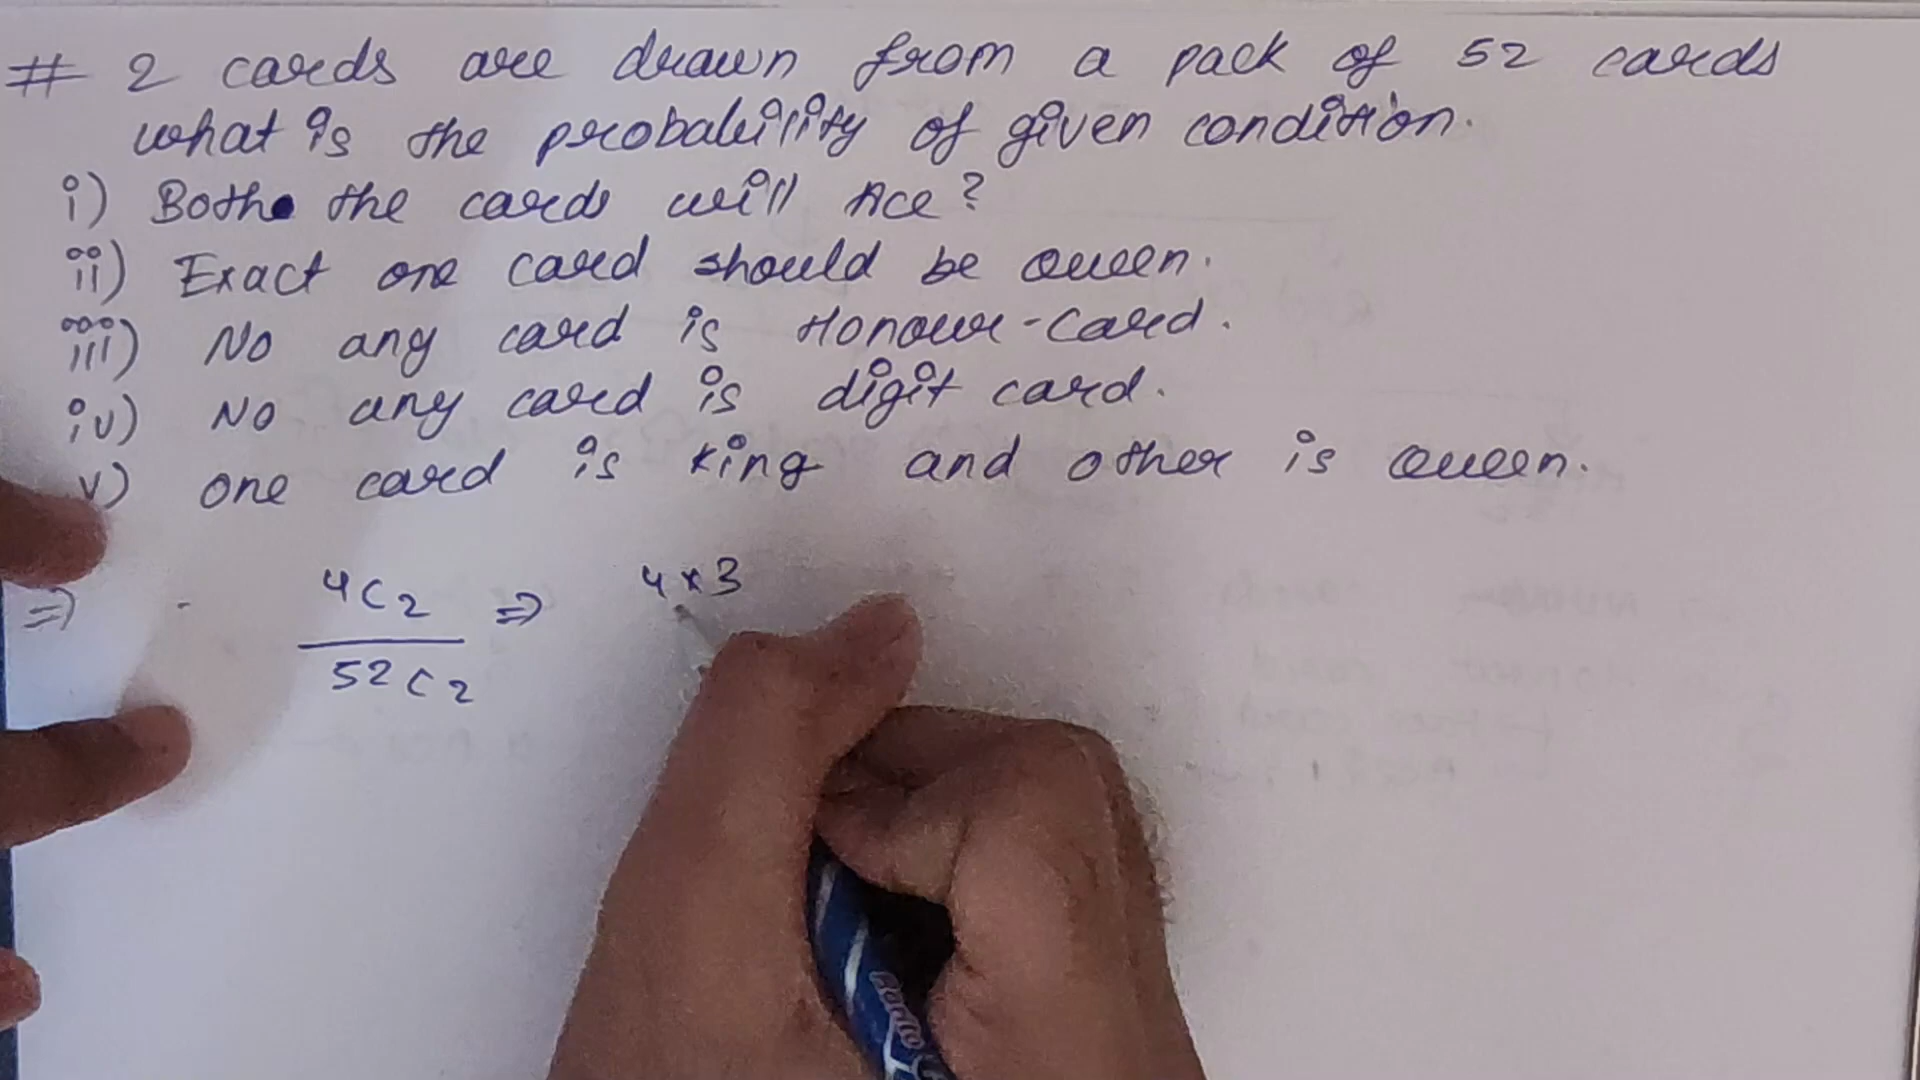 # 2 cards are drawn from a pack of 52 cards
what is the probability of given condition.
i) Both the cards will Ace?
ii) Exact one card should be Queen.
iii) No any card is Honour-Card.
iv) No any card is digit card.
v) one card is King and other is Queen.
⇒ 4C2 / 52C2 ⇒ 4×3